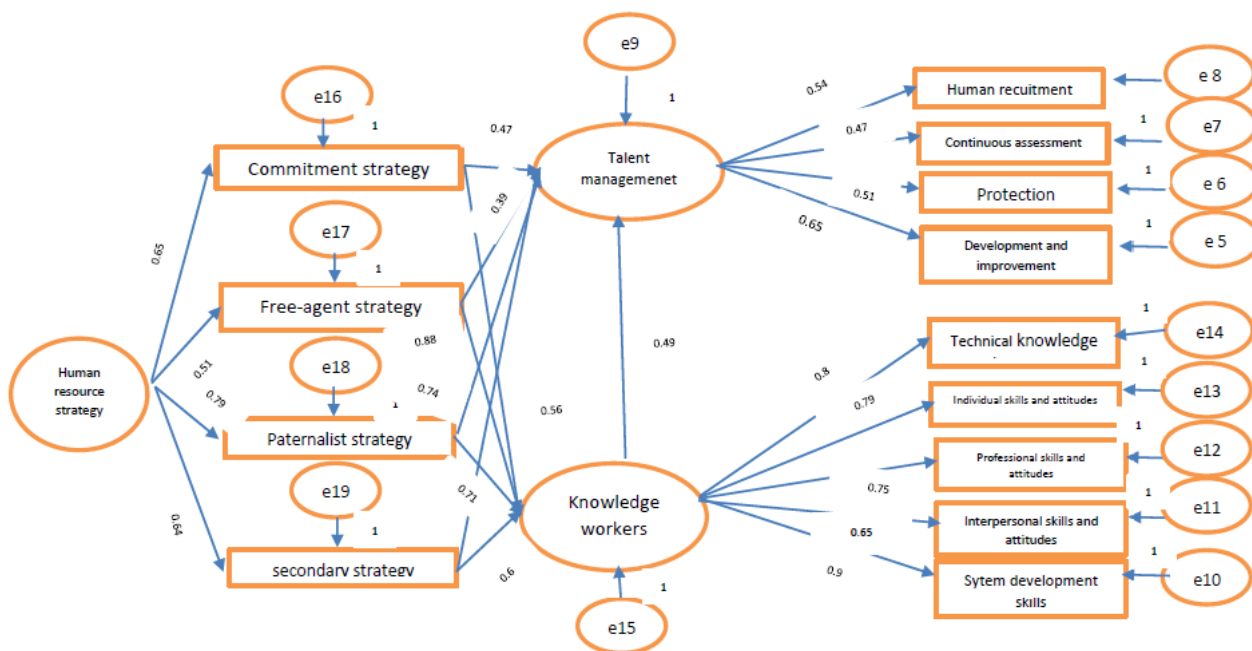 e9
e 8
Human recuitment
0.54
e16
1
1
0.47
0.47
1
e7
Continuous assessment
Talent
managemenet
Commitment strategy
1
e 6
Protection
0.51
0.39
e17
0.65
0.65
1
e 5
Development and
improvement
1
Free-agent strategy
0.88
0.49
1
e14
Technical knowledge
e18
Human
resource
strategy
0.51
0.79
0.74
0.8
0.79
1
e13
Individual skills and attitudes
1
0.56
Paternalist strategy
1
e12
Professional skills and
attitudes
e19
0.71
0.75
Knowledge
workers
1
e11
Interpersonal skills and
attitudes
0.65
0.64
1
secondary strategy
0.6
0.9
1
e10
Sytem development
skills
1
e15